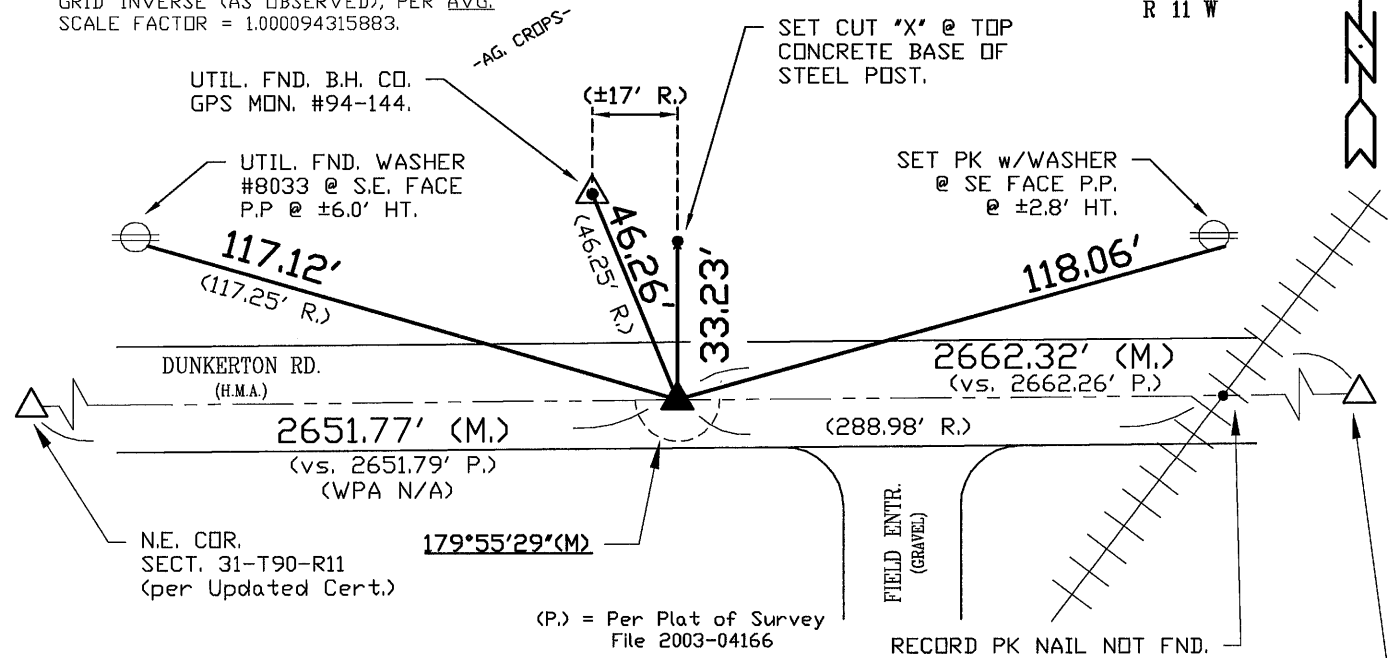 GRID INVERSE (AS OBSERVED), PER AVG.
SCALE FACTOR = 1.000094315883.
R 11 W
-AG. CROPS-
SET CUT "X" @ TOP
CONCRETE BASE OF
STEEL POST.
UTIL. FND. B.H. CO.
GPS MON. #94-144.
(±17' R.)
UTIL. FND. WASHER
#8033 @ S.E. FACE
P.P @ ±6.0' HT.
SET PK w/WASHER
@ SE FACE P.P.
@ ±2.8' HT.
N
117.12'
(117.25' R.)
46.26'
(46.25' R.)
33.23'
118.06'
DUNKERTON RD.
(H.M.A.)
2662.32' (M.)
(vs. 2662.26' P.)
2651.77' (M.)
(vs. 2651.79' P.)
(WPA N/A)
(288.98' R.)
N.E. COR.
SECT. 31-T90-R11
(per Updated Cert.)
179°55'29"(M)
FIELD ENTR.
(GRAVEL)
(P.) = Per Plat of Survey
File 2003-04166
RECORD PK NAIL NOT FND.